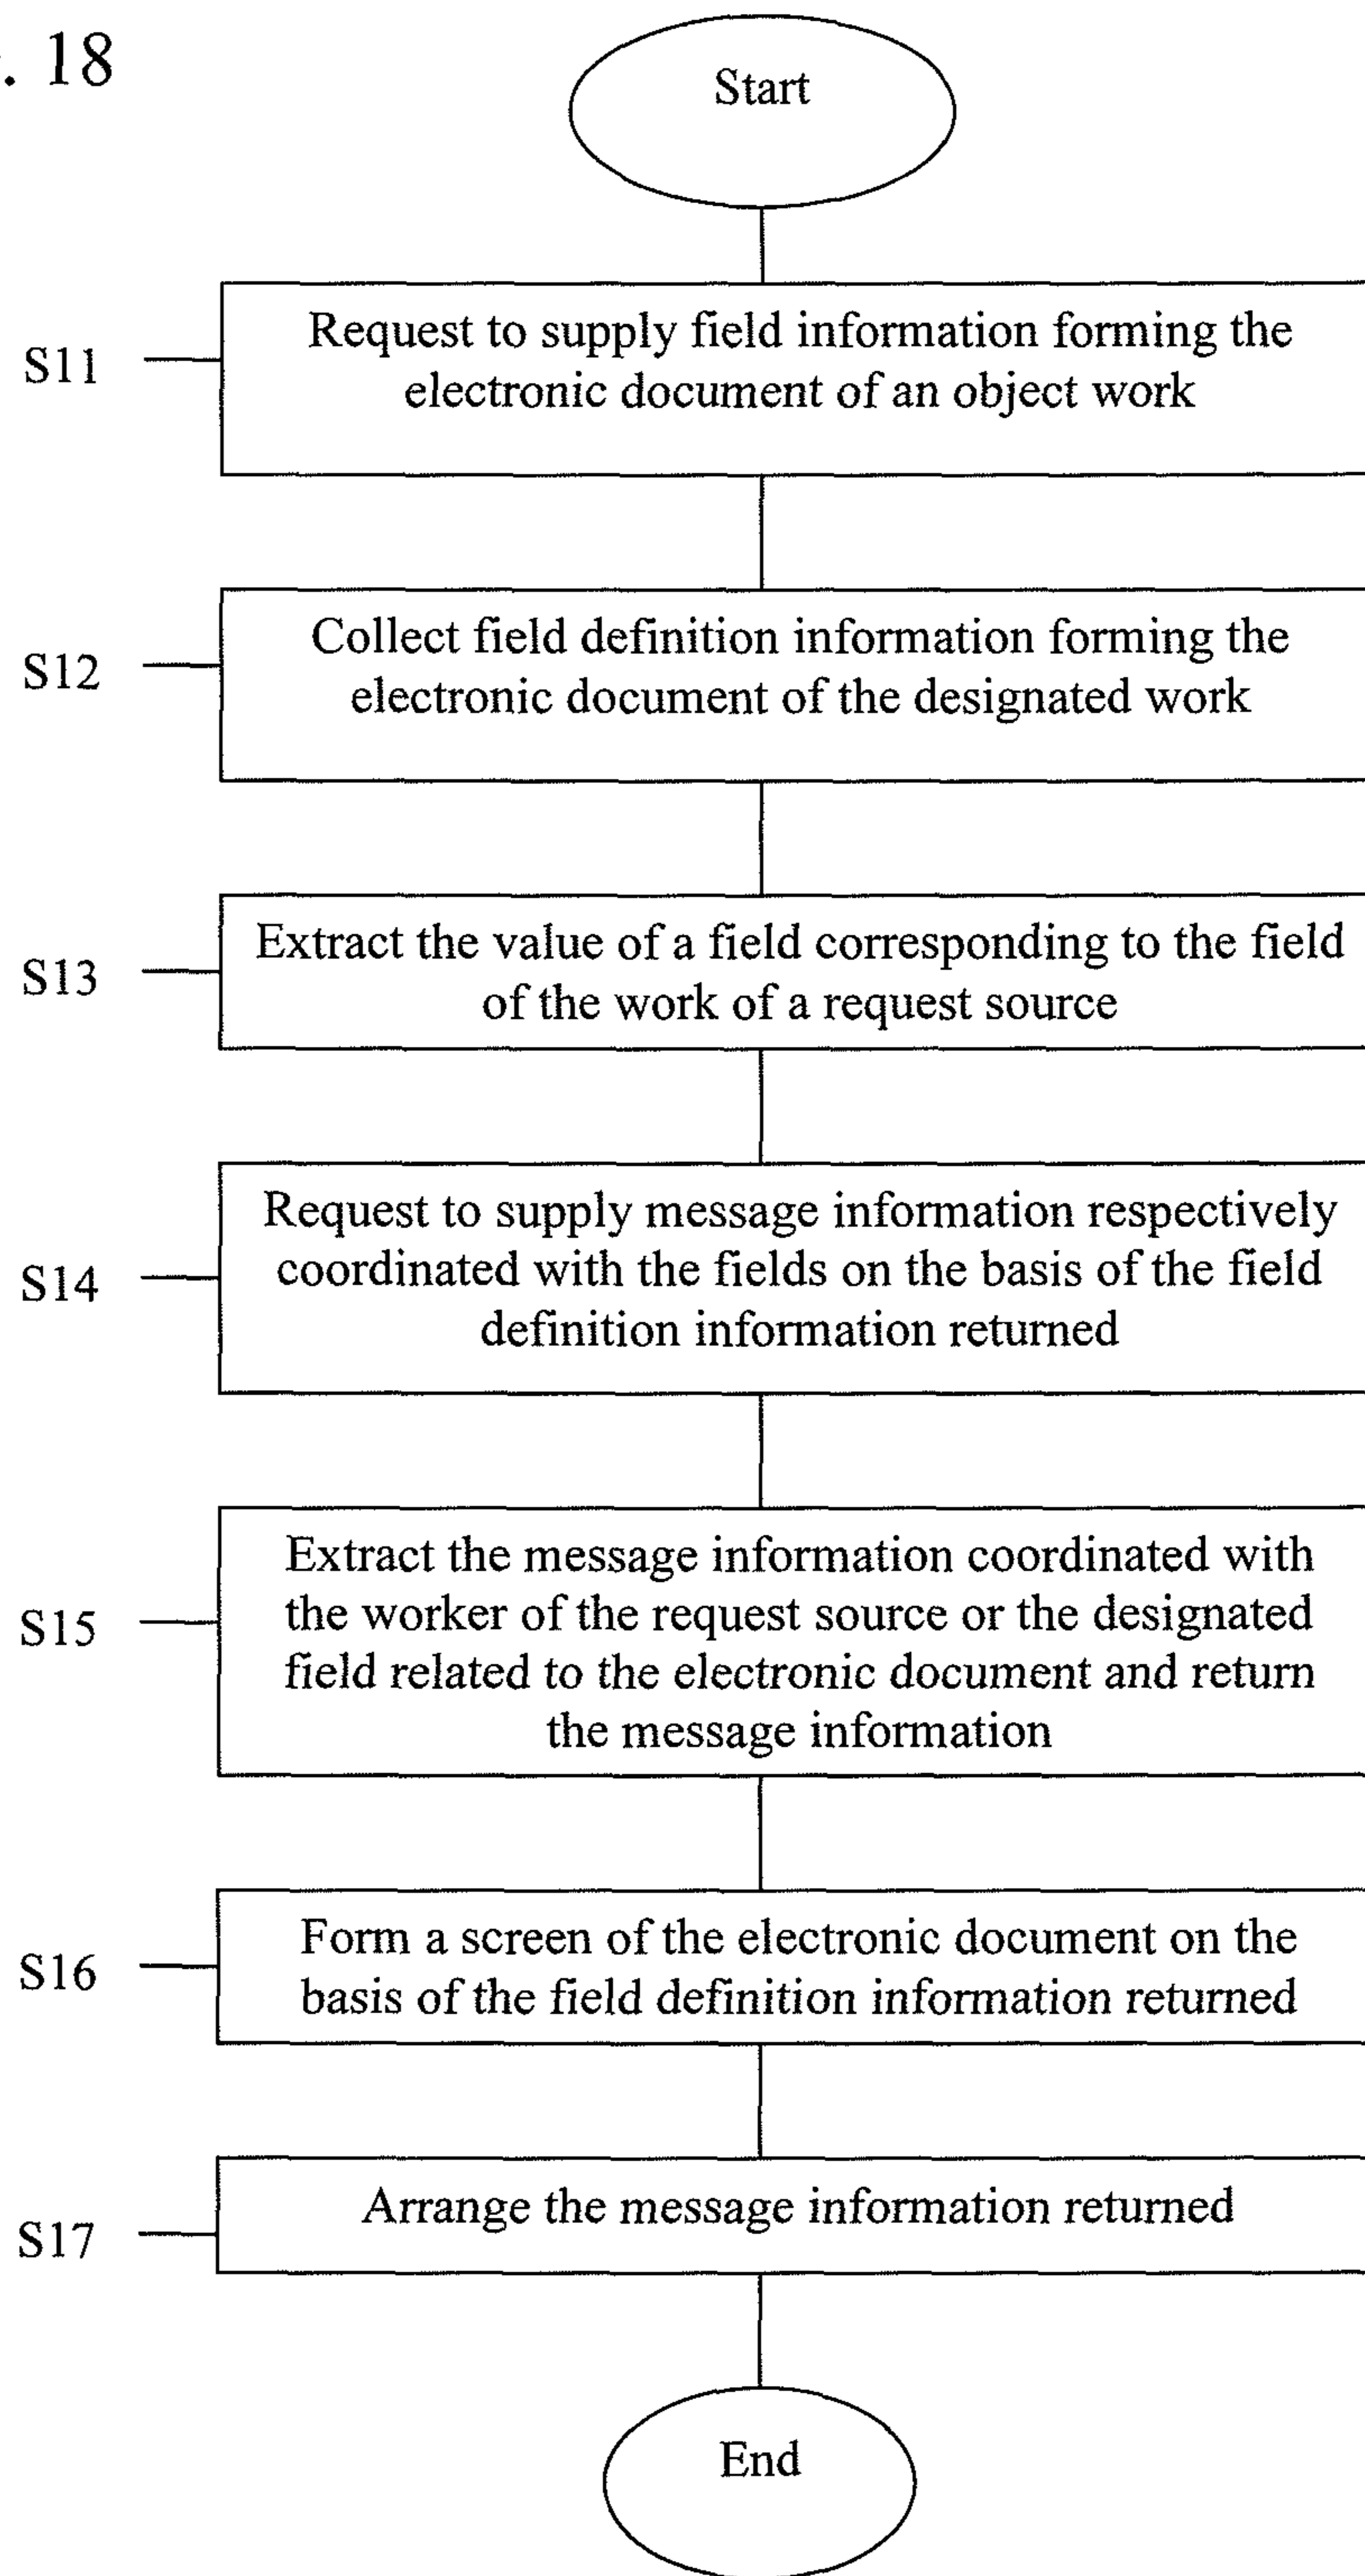 . 18
Start
S11
Request to supply field information forming the
electronic document of an object work
S12
Collect field definition information forming the
electronic document of the designated work
S13
Extract the value of a field corresponding to the field
of the work of a request source
S14
Request to supply message information respectively
coordinated with the fields on the basis of the field
definition information returned
S15
Extract the message information coordinated with
the worker of the request source or the designated
field related to the electronic document and return
the message information
S16
Form a screen of the electronic document on the
basis of the field definition information returned
S17
Arrange the message information returned
End